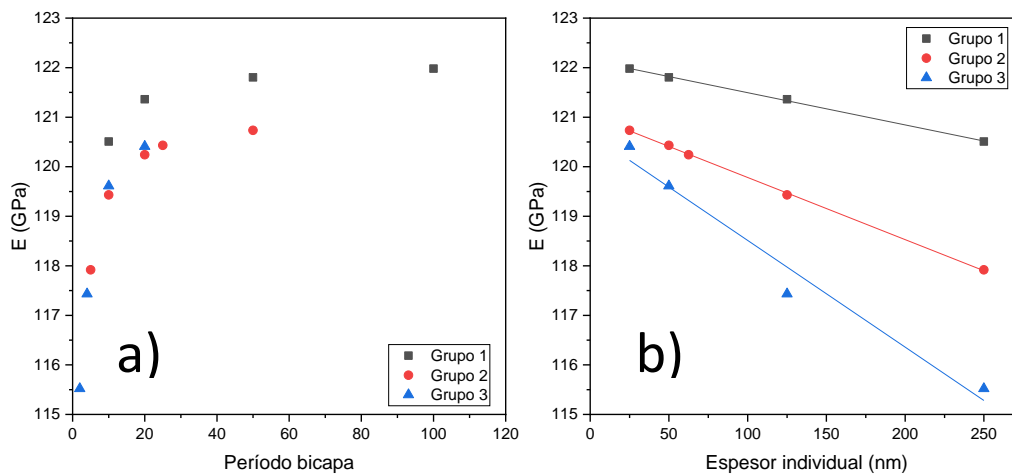 123
122
121
120
119
118
117
116
115
E (GPa)
0 20 40 60 80 100 120
Período bicapa
a)
Grupo 1
Grupo 2
Grupo 3
123
122
121
120
119
118
117
116
115
E (GPa)
0 50 100 150 200 250
Espesor individual (nm)
b)
Grupo 1
Grupo 2
Grupo 3